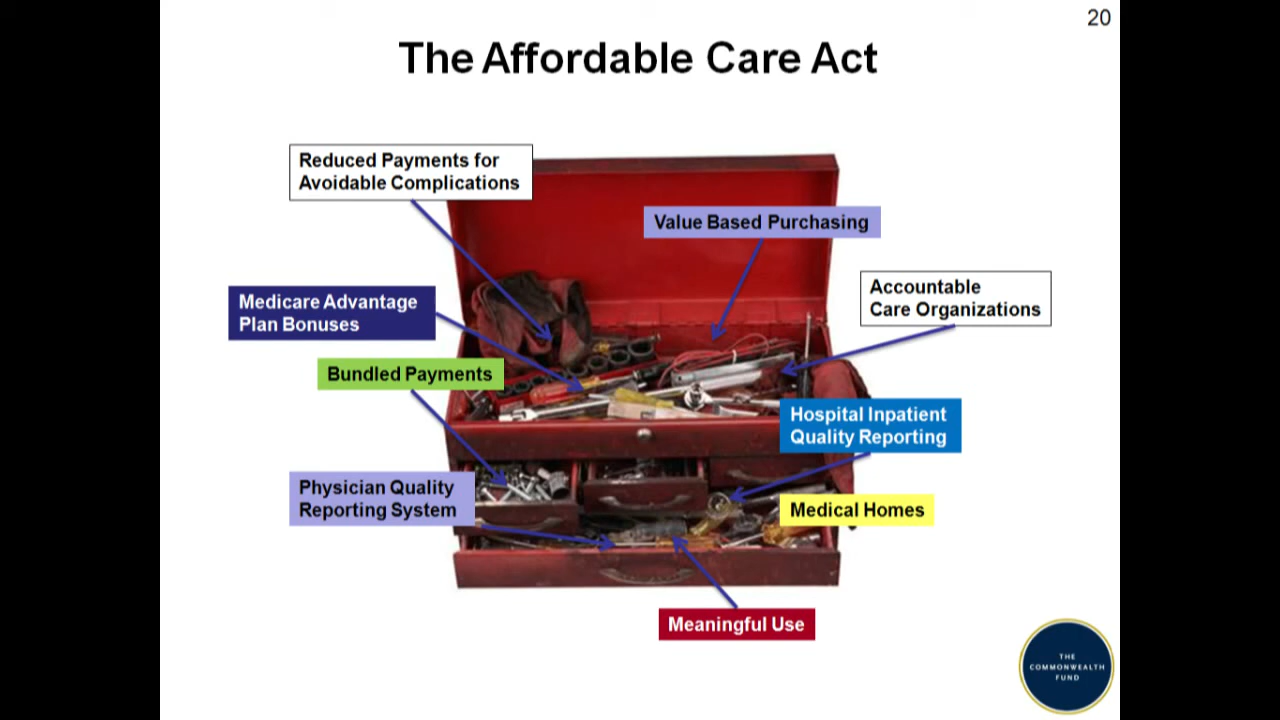 20
The Affordable Care Act
Reduced Payments for
Avoidable Complications
Value Based Purchasing
Accountable
Care Organizations
Medicare Advantage
Plan Bonuses
Bundled Payments
Hospital Inpatient
Quality Reporting
Physician Quality
Reporting System
Medical Homes
Meaningful Use
THE
COMMONWEALTH
FUND